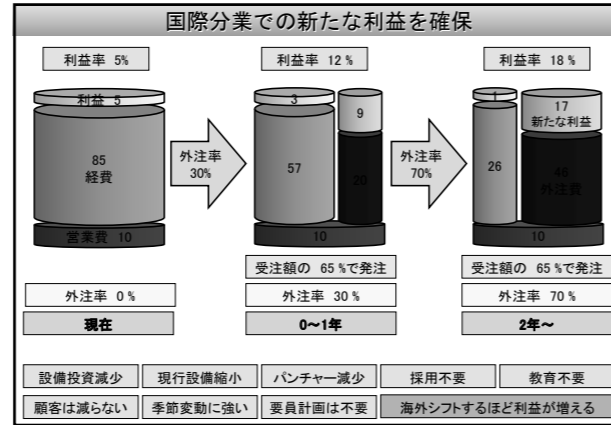 国際分業での新たな利益を確保
利益率 5%
利益率 12 %
利益率 18 %
利益 5
85
経費
営業費 10
外注率
30%
3
9
57
20
10
外注率
70%
1
17
新たな利益
26
46
外注費
10
受注額の 65 %で発注
受注額の 65 %で発注
外注率 0 %
外注率 30 %
外注率 70 %
現在
0～1年
2年～
設備投資減少
現行設備縮小
パンチャー減少
採用不要
教育不要
顧客は減らない
季節変動に強い
要員計画は不要
海外シフトするほど利益が増える